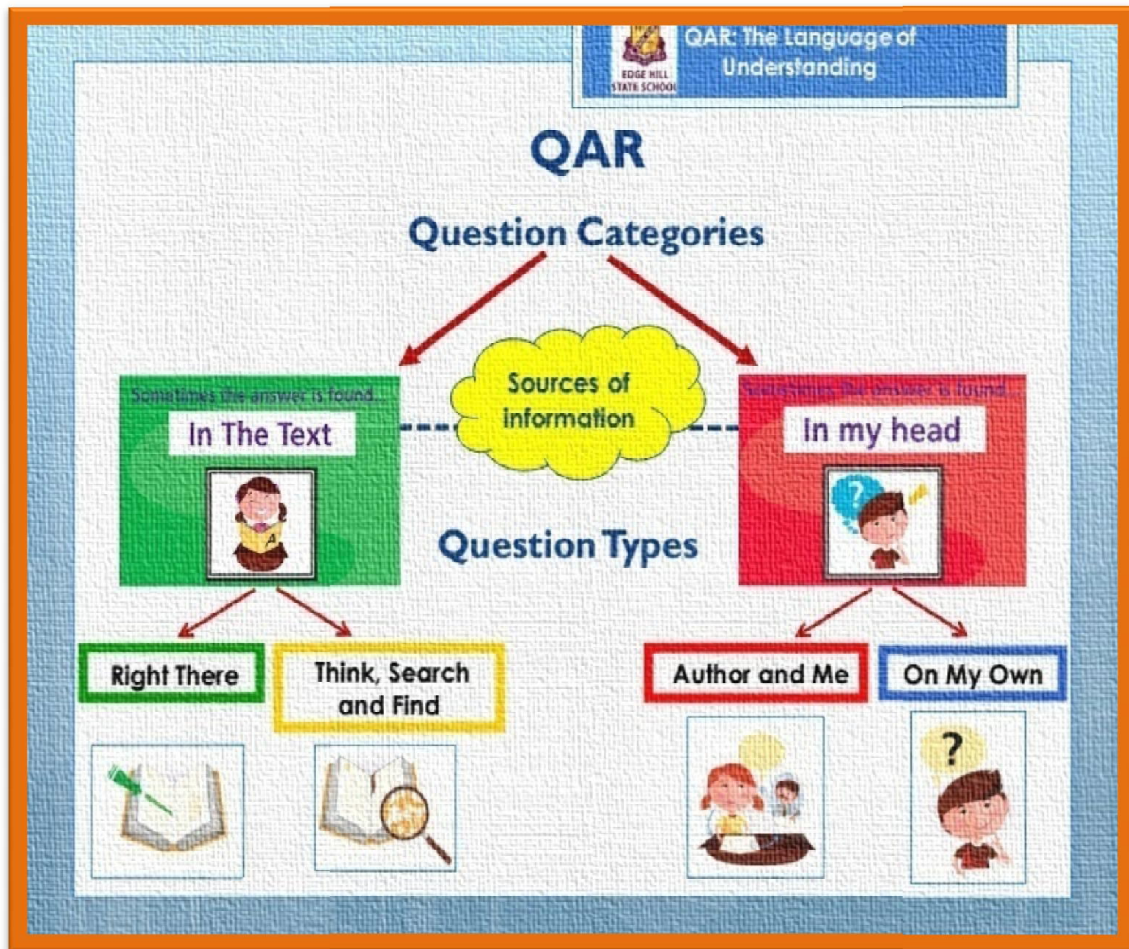 EDGE HILL
STATE SCHOOL
QAR: The Language of
Understanding
QAR
Question Categories
Sometimes the answer is found...
In The Text
Sources of
Information
Sometimes the answer is found...
In my head
?
A
Question Types
Right There
Think, Search
and Find
Author and Me
On My Own
?